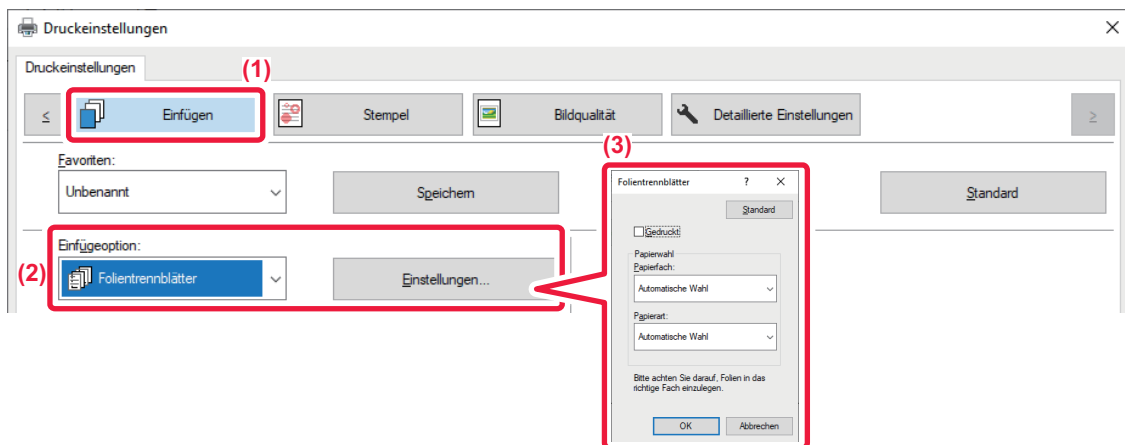 Druckeinstellungen
Druckeinstellungen
(1)
< Einfügen Stempel Bildqualität Detaillierte Einstellungen >
(3)
Favoriten:
Unbenannt Speichern Standard
Einfügeoption:
(2)
Folientrennblätter Einstellungen...
Folientrennblätter ?
Standard
Gedruckt
Papierwahl
Papierfach:
Automatische Wahl
Papierart:
Automatische Wahl
Bitte achten Sie darauf, Folien in das
richtige Fach einzulegen.
OK Abbrechen